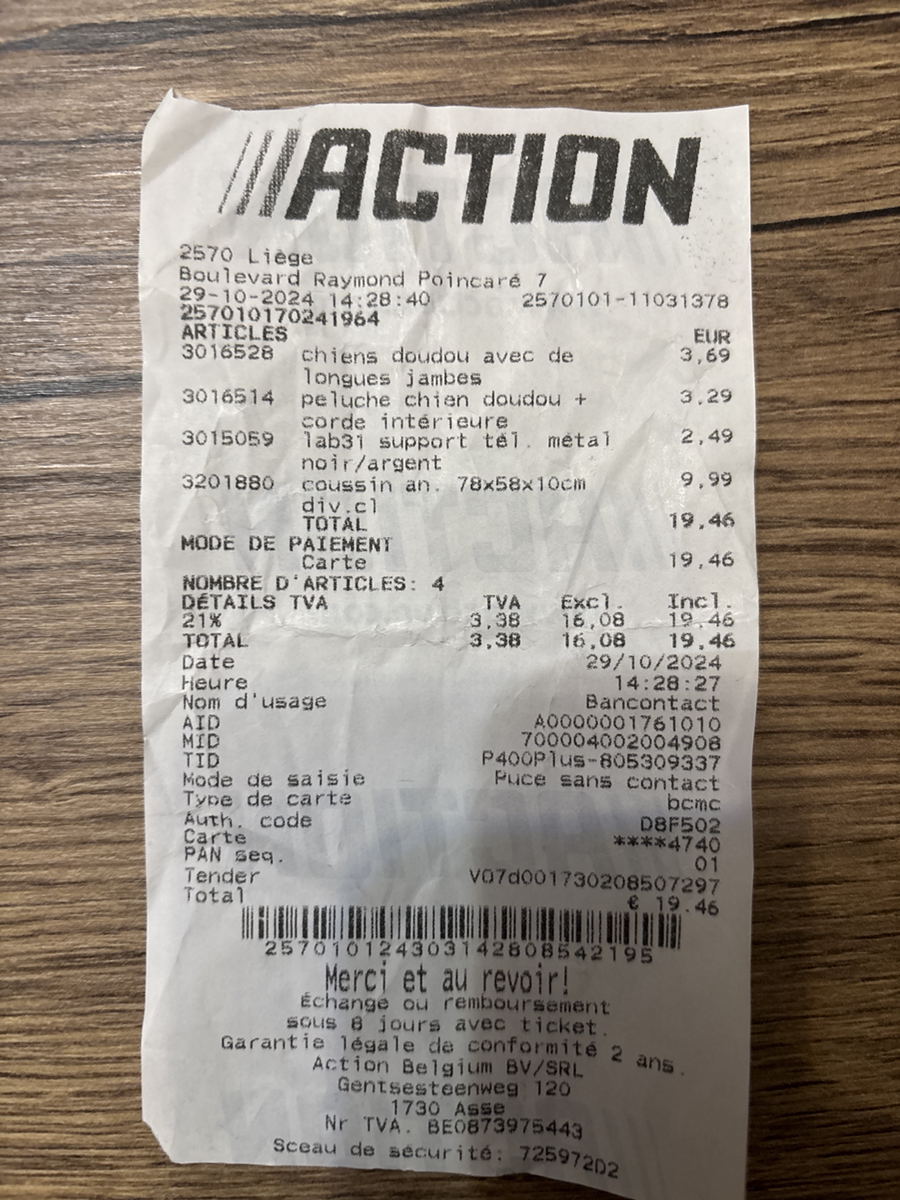 ACTION
2570 Liège
Boulevard Raymond Poincaré 7
29-10-2024 14:28:40 2570101-11031378
257010170241964
ARTICLES EUR
3016528 chiens doudou avec de 3,69
longues jambes
3016514 peluche chien doudou + 3,29
corde intérieure
3015059 lab31 support tél. métal 2,49
noir/argent
3201880 coussin an. 78x58x10cm 9,99
div.cl
TOTAL 19,46
MODE DE PAIEMENT
Carte 19,46
NOMBRE D'ARTICLES: 4
DÉTAILS TVA TVA Excl. Incl.
21% 3,38 16,08 19,46
TOTAL 3,38 16,08 19,46
Date 29/10/2024
Heure 14:28:27
Nom d'usage Bancontact
AID A0000001761010
MID 700004002004908
TID P400Plus-805309337
Mode de saisie Puce sans contact
Type de carte bcmc
Auth. code D8F502
Carte ****4740
PAN seq. 01
Tender V07d001730208507297
Total € 19.46
257010124303142808542195
Merci et au revoir!
Échange ou remboursement
sous 8 jours avec ticket.
Garantie légale de conformité 2 ans.
Action Belgium BV/SRL
Gentsesteenweg 120
1730 Asse
Nr TVA. BE0873975443
Sceau de sécurité: 725972D2